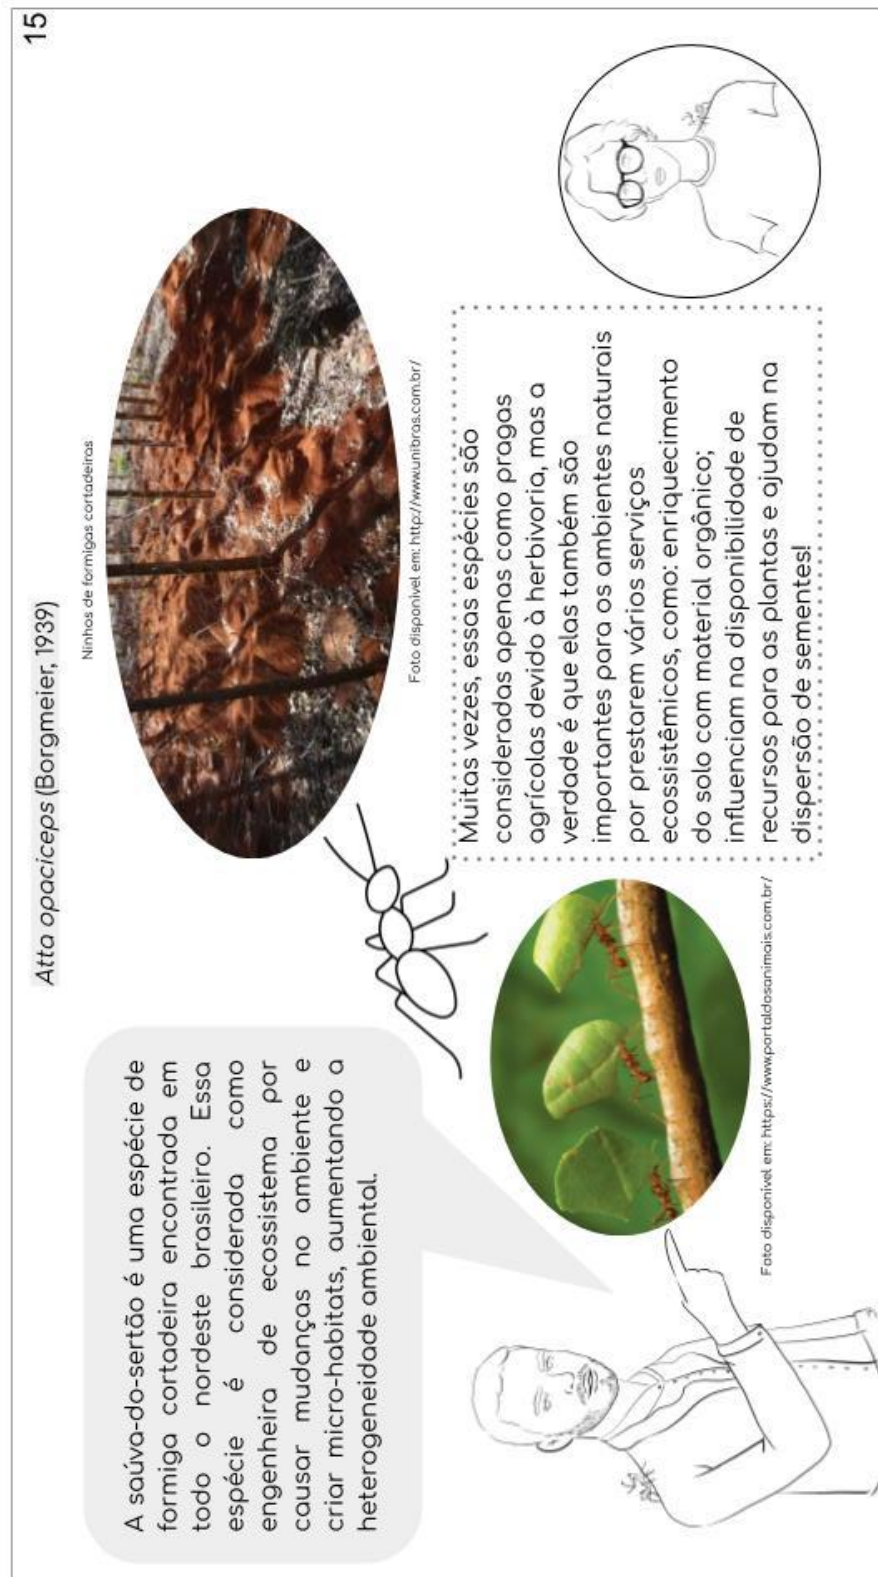 15
Atta opaciceps (Borgmeier, 1939)
A saúva-do-sertão é uma espécie de
formiga cortadeira encontrada em
todo o nordeste brasileiro. Essa
espécie é considerada como
engenheira de ecossistema por
causar mudanças no ambiente e
criar micro-habitats, aumentando a
heterogeneidade ambiental.
Ninhos de formigas cortadeiras
Foto disponível em: http://www.unibras.com.br/
Muitas vezes, essas espécies são
consideradas apenas como pragas
agrícolas devido à herbivoria, mas a
verdade é que elas também são
importantes para os ambientes naturais
por prestarem vários serviços
ecossistêmicos, como: enriquecimento
do solo com material orgânico;
influenciam na disponibilidade de
recursos para as plantas e ajudam na
dispersão de sementes!
Foto disponível em: https://www.portaldosanimais.com.br/